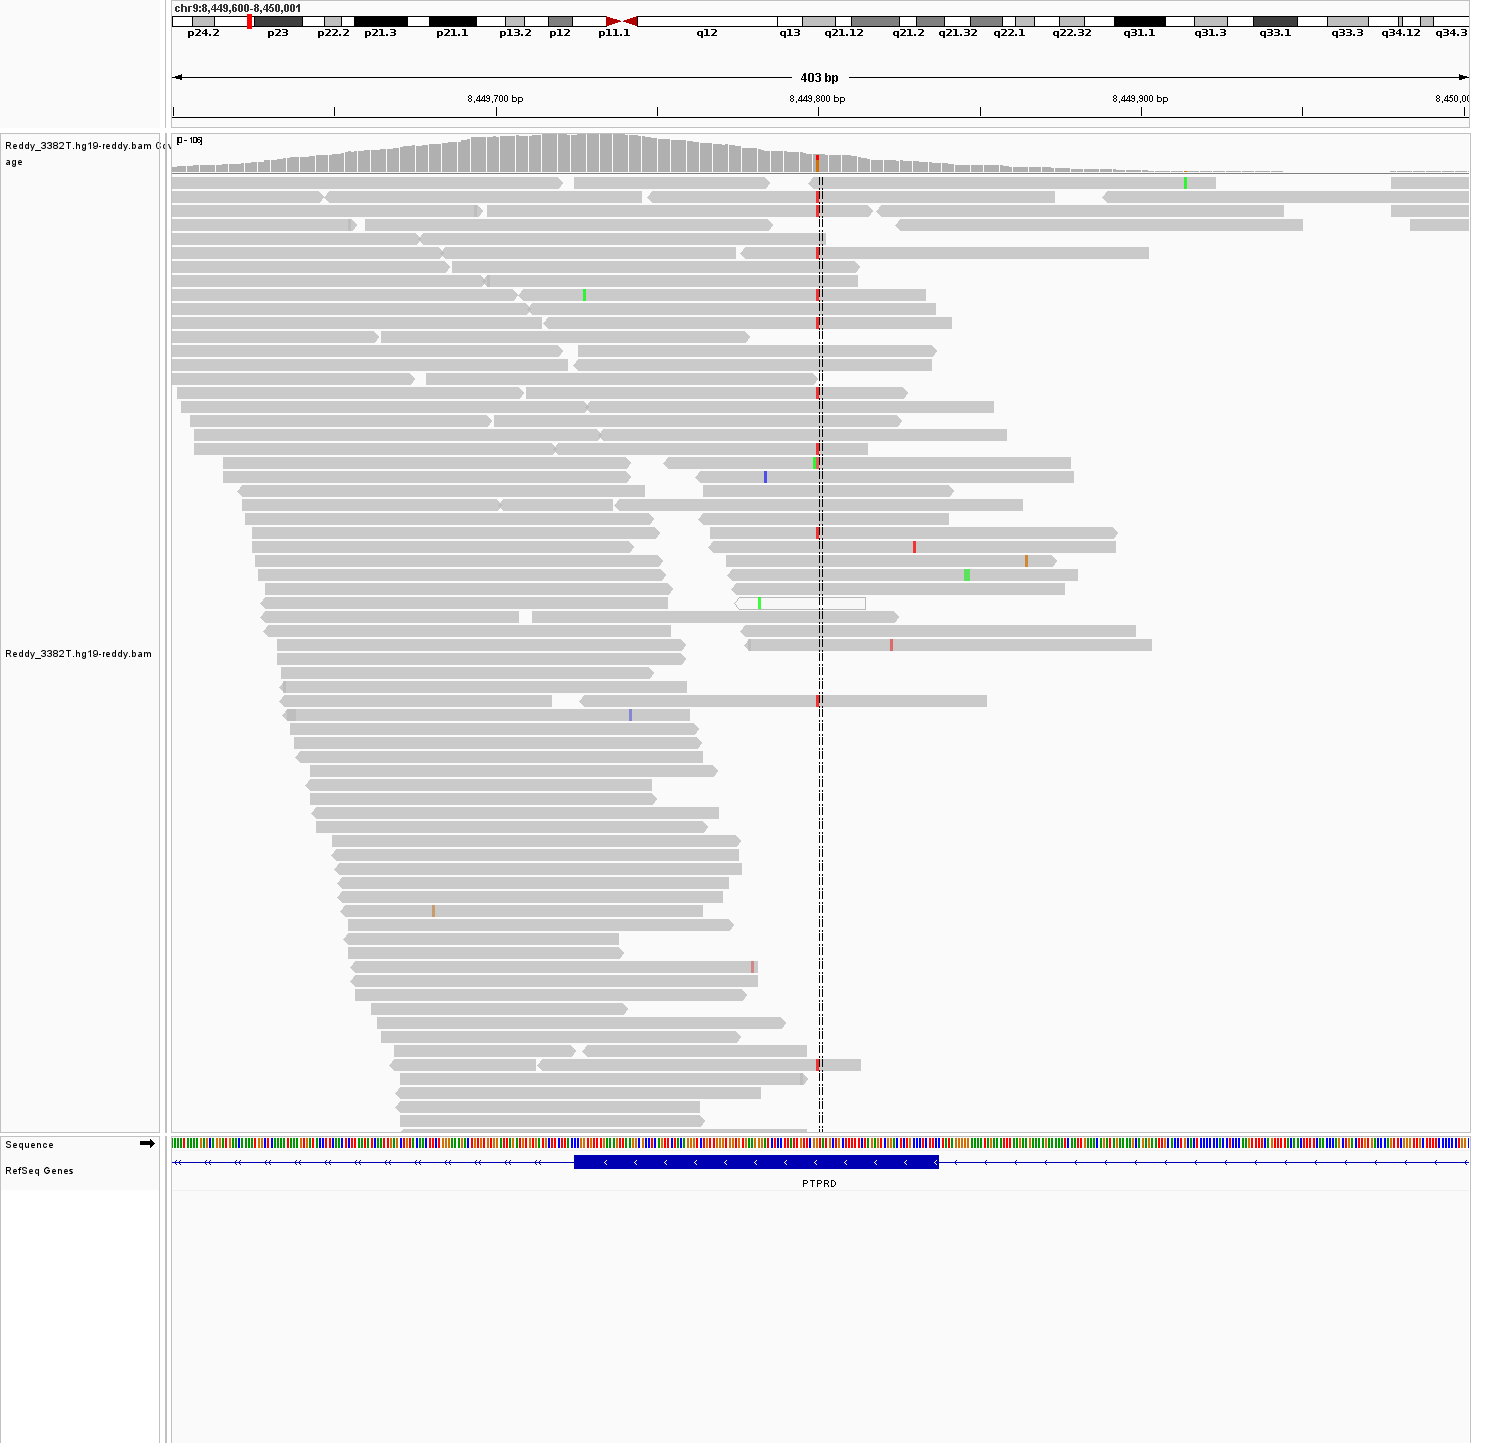 chr9:8,449,600-8,450,001
p24.2 p23 p22.2 p21.3 p21.1 p13.2 p12 p11.1 q12 q13 q21.12 q21.2 q21.32 q22.1 q22.32 q31.1 q31.3 q33.1 q33.3 q34.12 q34.3
403 bp
8,449,700 bp 8,449,800 bp 8,449,900 bp 8,450,00
Reddy_3382T.hg19-reddy.bam Cov
age
[0 - 106]
Reddy_3382T.hg19-reddy.bam
Sequence
RefSeq Genes
PTPRD